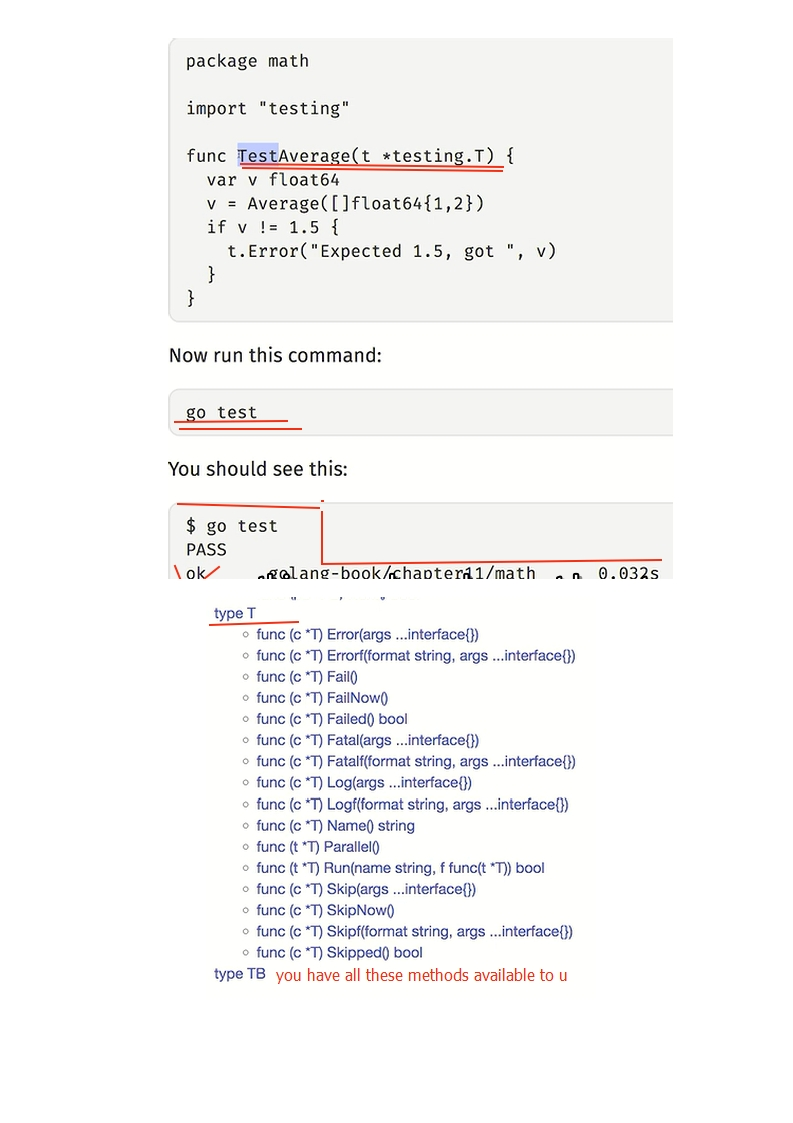 package math
import "testing"
func TestAverage(t *testing.T) {
var v float64
v = Average([]float64{1,2})
if v != 1.5 {
t.Error("Expected 1.5, got ", v)
}
}
Now run this command:
go test
You should see this:
$ go test
PASS
ok golang-book/chapter11/math 0.032s
type T
func (c *T) Error(args ...interface{})
func (c *T) Errorf(format string, args ...interface{})
func (c *T) Fail()
func (c *T) FailNow()
func (c *T) Failed() bool
func (c *T) Fatal(args ...interface{})
func (c *T) Fatalf(format string, args ...interface{})
func (c *T) Log(args ...interface{})
func (c *T) Logf(format string, args ...interface{})
func (c *T) Name() string
func (t *T) Parallel()
func (t *T) Run(name string, f func(t *T)) bool
func (c *T) Skip(args ...interface{})
func (c *T) SkipNow()
func (c *T) Skipf(format string, args ...interface{})
func (c *T) Skipped() bool
type TB you have all these methods available to u